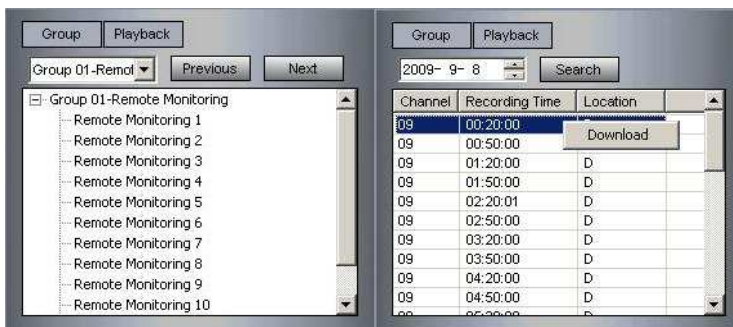 Group Playback
Group 01-Remot Previous Next
Group 01-Remote Monitoring
Remote Monitoring 1
Remote Monitoring 2
Remote Monitoring 3
Remote Monitoring 4
Remote Monitoring 5
Remote Monitoring 6
Remote Monitoring 7
Remote Monitoring 8
Remote Monitoring 9
Remote Monitoring 10
Group Playback
2009- 9- 8 Search
Channel Recording Time Location
09 00:20:00
Download
09 00:50:00
09 01:20:00 D
09 01:50:00 D
09 02:20:01 D
09 02:50:00 D
09 03:20:00 D
09 03:50:00 D
09 04:20:00 D
09 04:50:00 D